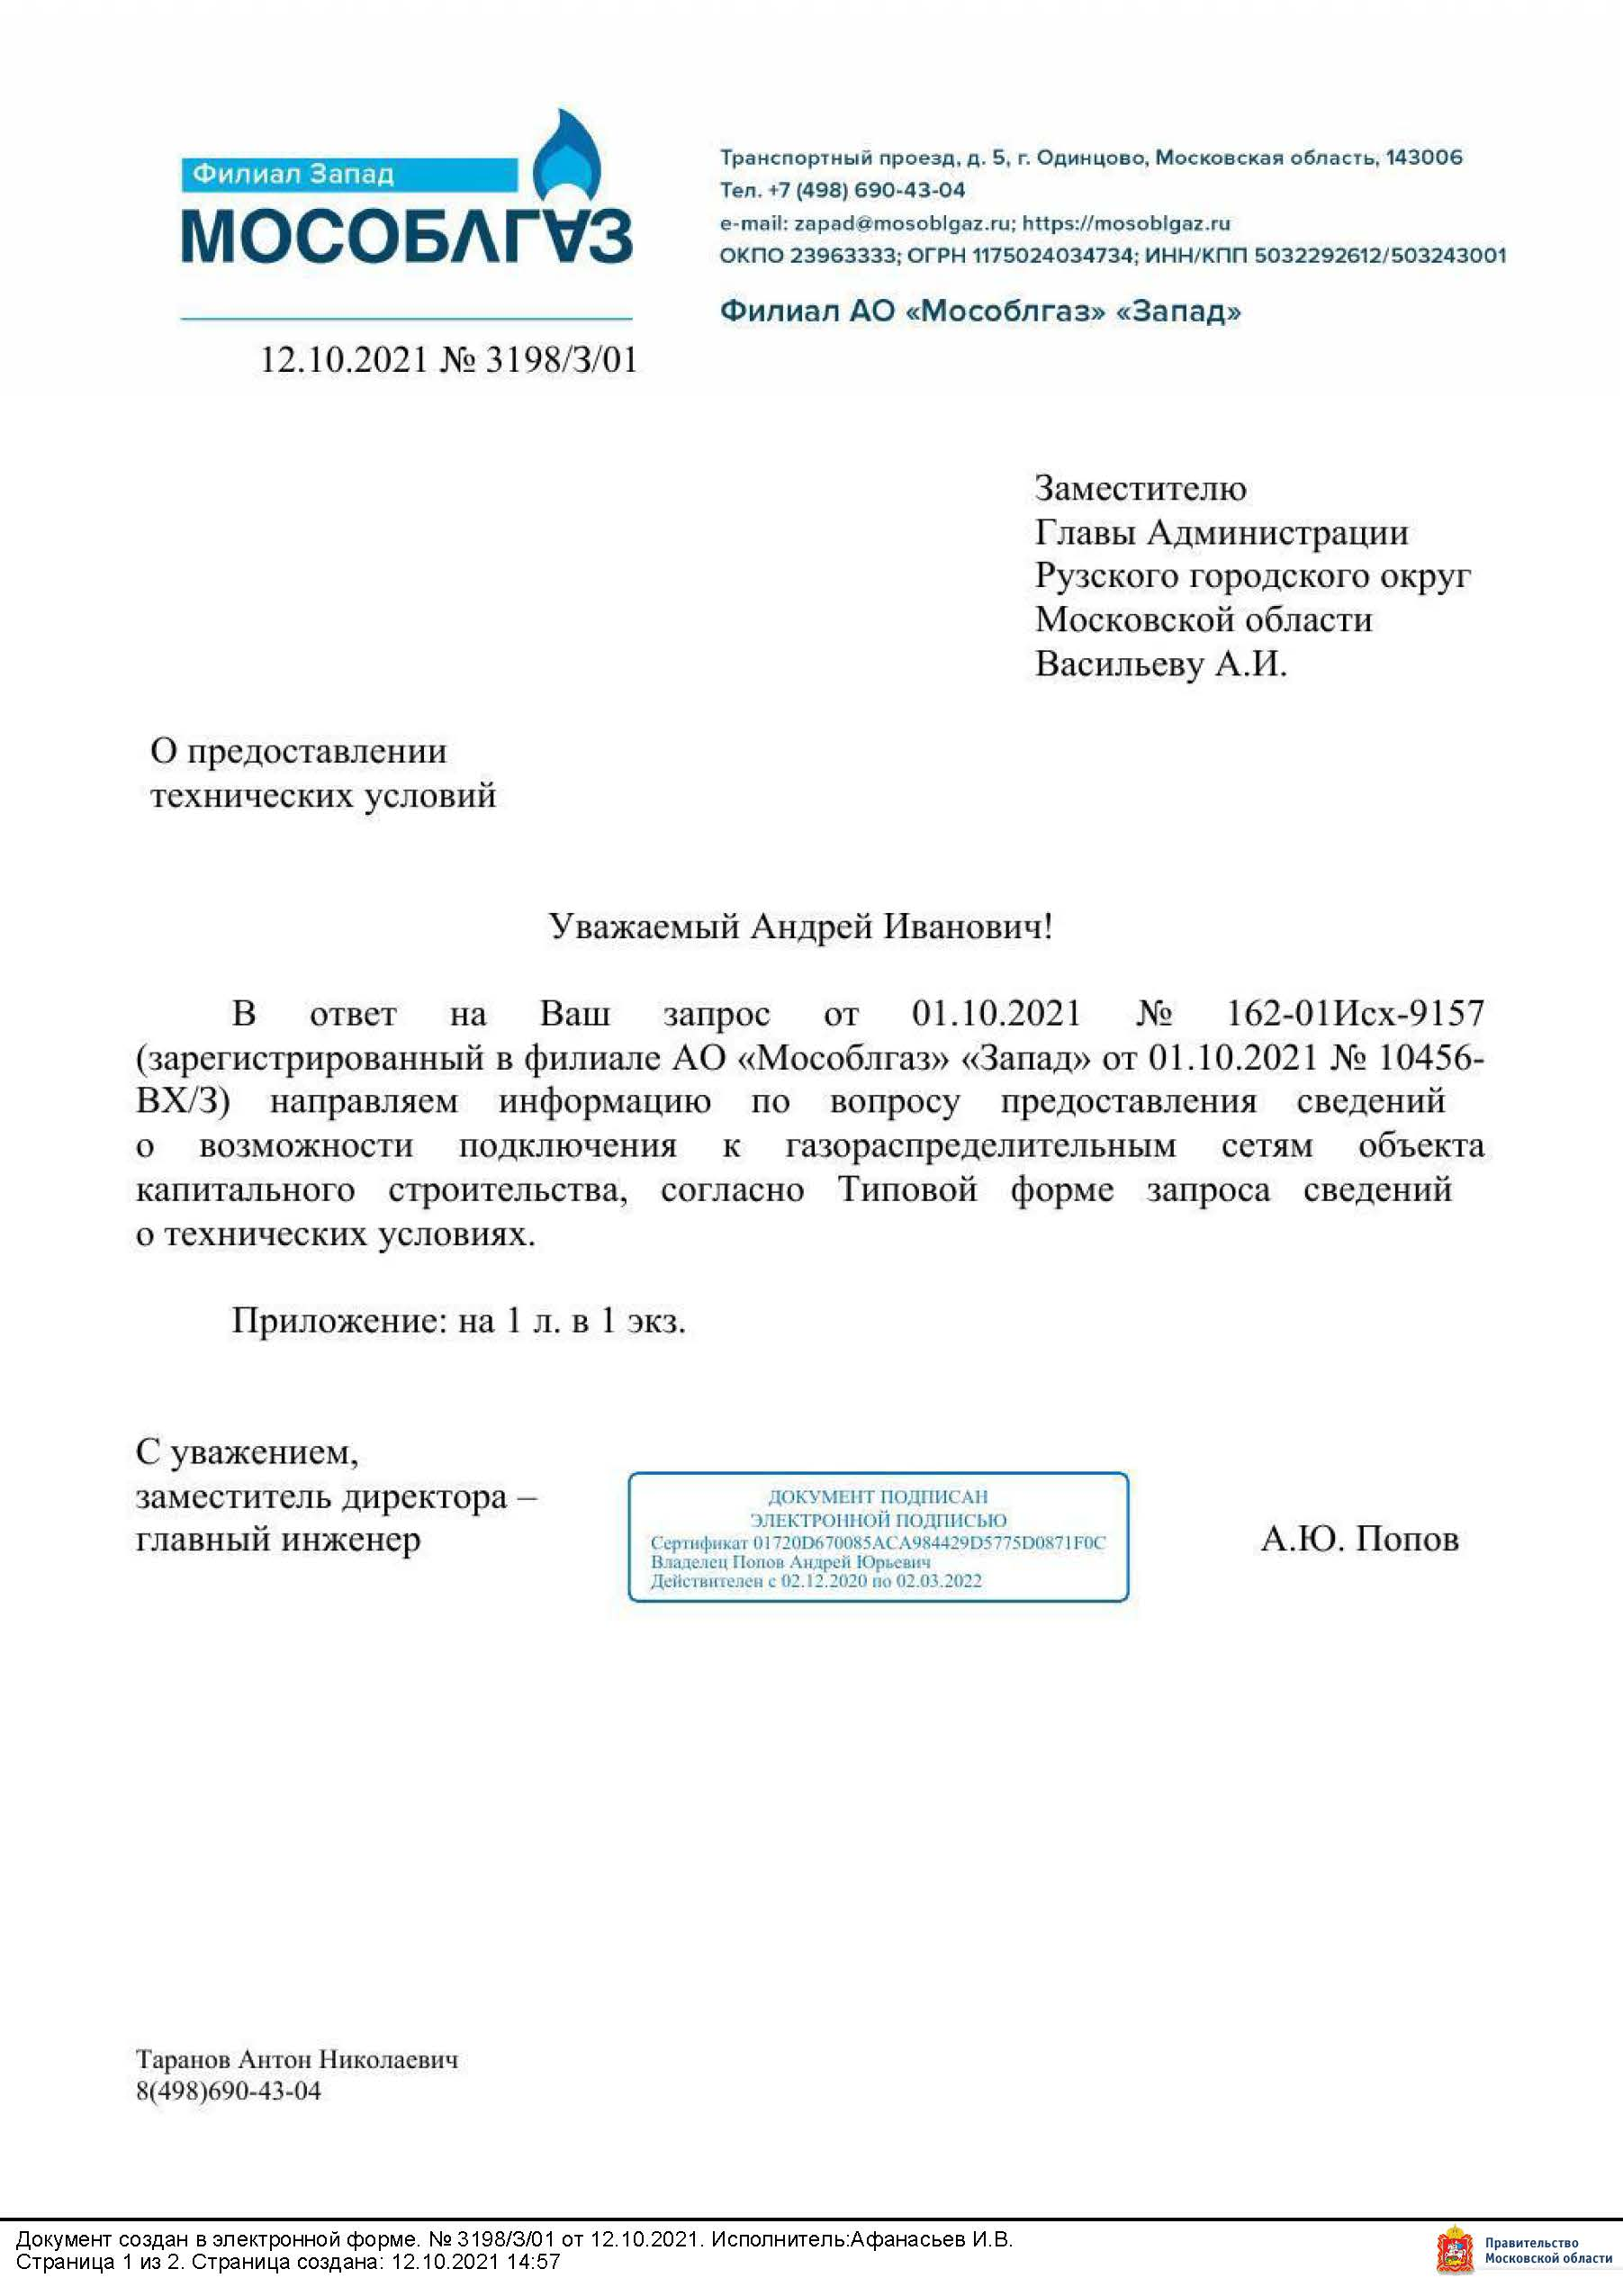 Филиал Запад
МОСОБЛГАЗ
Транспортный проезд, д. 5, г. Одинцово, Московская область, 143006
Тел. +7 (498) 690-43-04
e-mail: zapad@mosoblgaz.ru; https://mosoblgaz.ru
ОКПО 23963333; ОГРН 1175024034734; ИНН/КПП 5032292612/503243001
Филиал АО «Мособлгаз» «Запад»
12.10.2021 № 3198/З/01
Заместителю
Главы Администрации
Рузского городского округ
Московской области
Васильеву А.И.
О предоставлении
технических условий
Уважаемый Андрей Иванович!
В ответ на Ваш запрос от 01.10.2021 № 162-01Исх-9157
(зарегистрированный в филиале АО «Мособлгаз» «Запад» от 01.10.2021 № 10456-
ВХ/З) направляем информацию по вопросу предоставления сведений
о возможности подключения к газораспределительным сетям объекта
капитального строительства, согласно Типовой форме запроса сведений
о технических условиях.
Приложение: на 1 л. в 1 экз.
С уважением,
заместитель директора –
главный инженер
ДОКУМЕНТ ПОДПИСАН
ЭЛЕКТРОННОЙ ПОДПИСЬЮ
Сертификат 01720D670085ACA984429D5775D0871F0C
Владелец Попов Андрей Юрьевич
Действителен с 02.12.2020 по 02.03.2022
А.Ю. Попов
Таранов Антон Николаевич
8(498)690-43-04
Документ создан в электронной форме. № 3198/З/01 от 12.10.2021. Исполнитель:Афанасьев И.В.
Страница 1 из 2. Страница создана: 12.10.2021 14:57
Правительство
Московской области